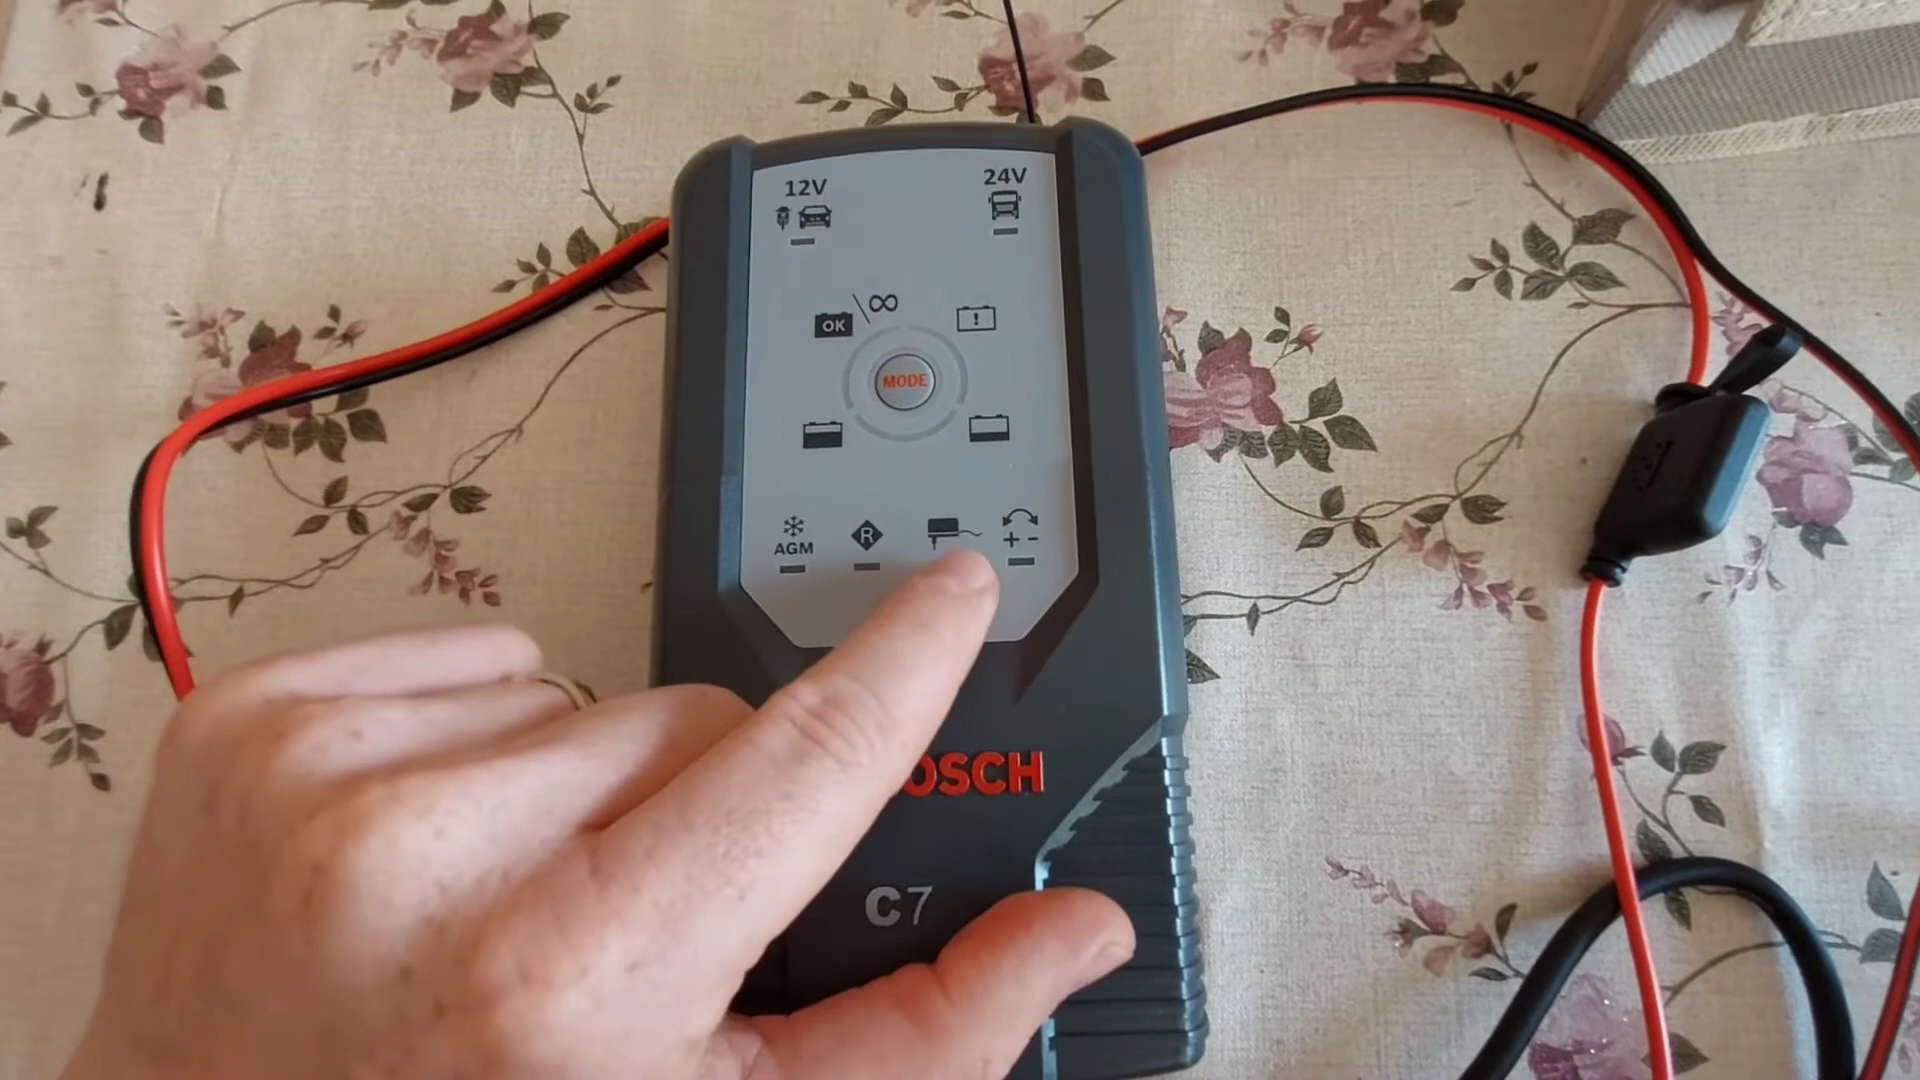 12V 24V
OK \ ∞ !
MODE
AGM R + -
OSCH
C7